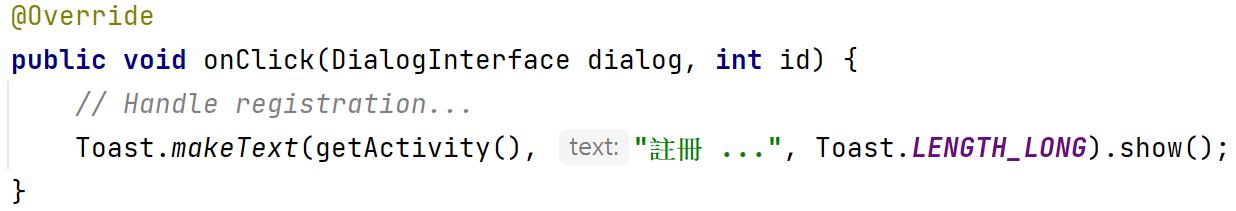 @Override
public void onClick(DialogInterface dialog, int id) {
// Handle registration...
Toast.makeText(getActivity(), text: "註冊 ...", Toast.LENGTH_LONG).show();
}